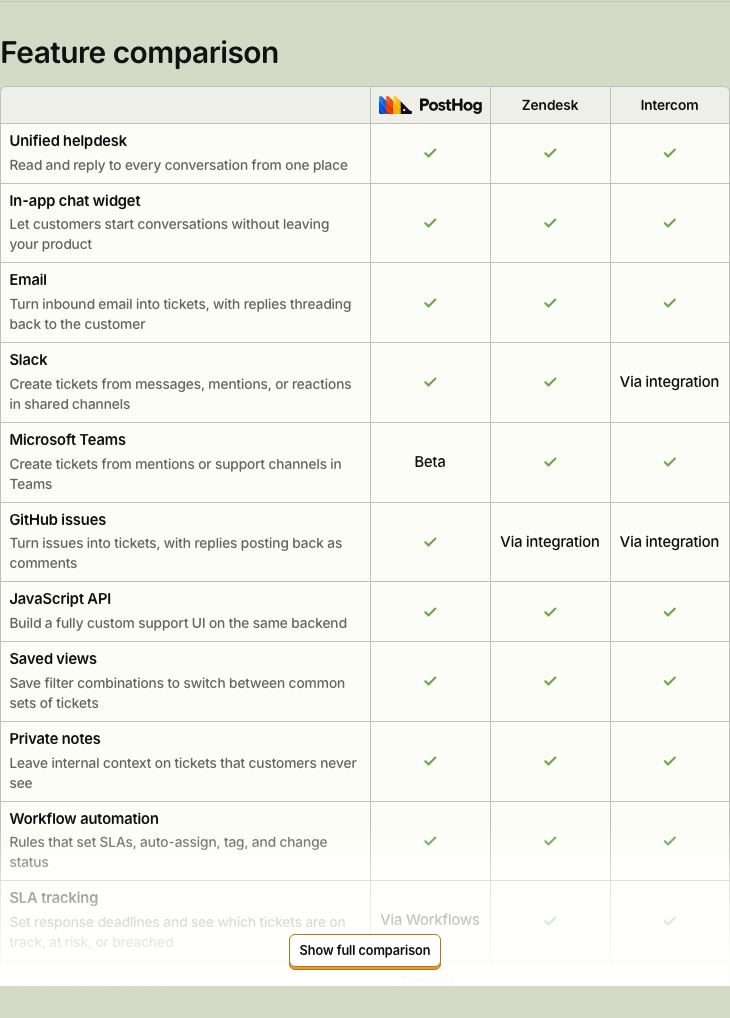 Feature comparison
PostHog Zendesk Intercom
Unified helpdesk
Read and reply to every conversation from one place
In-app chat widget
Let customers start conversations without leaving
your product
Email
Turn inbound email into tickets, with replies threading
back to the customer
Slack
Create tickets from messages, mentions, or reactions
in shared channels
Via integration
Microsoft Teams
Create tickets from mentions or support channels in
Teams
Beta
GitHub issues
Turn issues into tickets, with replies posting back as
comments
Via integration Via integration
JavaScript API
Build a fully custom support UI on the same backend
Saved views
Save filter combinations to switch between common
sets of tickets
Private notes
Leave internal context on tickets that customers never
see
Workflow automation
Rules that set SLAs, auto-assign, tag, and change
status
SLA tracking
Set response deadlines and see which tickets are on
track, at risk, or breached
Via Workflows
Show full comparison